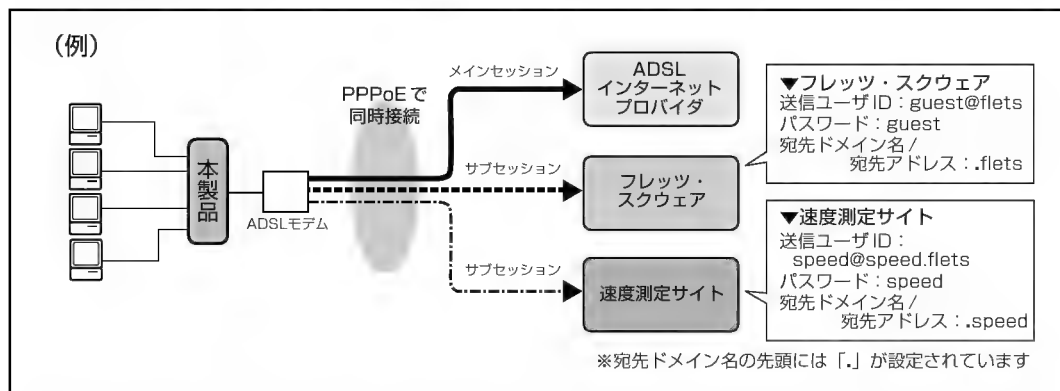 (例)
メインセッション
ADSL
インターネット
プロバイダ
PPPoEで
同時接続
本製品
ADSLモデム
サブセッション
フレッツ・
スクウェア
サブセッション
速度測定サイト
▼フレッツ・スクウェア
送信ユーザID：guest@flets
パスワード：guest
宛先ドメイン名/
宛先アドレス：.flets
▼速度測定サイト
送信ユーザID：
speed@speed.flets
パスワード：speed
宛先ドメイン名/
宛先アドレス：.speed
※宛先ドメイン名の先頭には「.」が設定されています